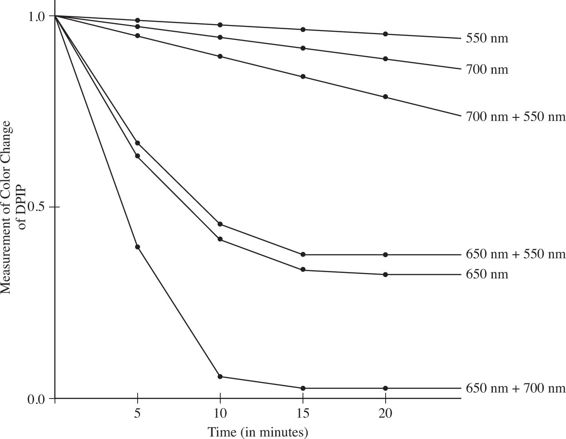 1.0
0.5
0.0
Measurement of Color Change
of DPIP
550 nm
700 nm
700 nm + 550 nm
650 nm + 550 nm
650 nm
650 nm + 700 nm
5
10
15
20
Time (in minutes)